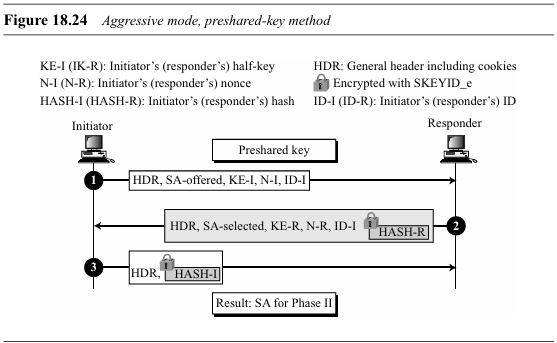 Figure 18.24 Aggressive mode, preshared-key method
KE-I (IK-R): Initiator's (responder's) half-key
N-I (N-R): Initiator's (responder's) nonce
HASH-I (HASH-R): Initiator's (responder's) hash
HDR: General header including cookies
Encrypted with SKEYID_e
ID-I (ID-R): Initiator's (responder's) ID
Initiator
Responder
Preshared key
1
HDR, SA-offered, KE-I, N-I, ID-I
HDR, SA-selected, KE-R, N-R, ID-I
HASH-R
2
3
HDR,
HASH-I
Result: SA for Phase II